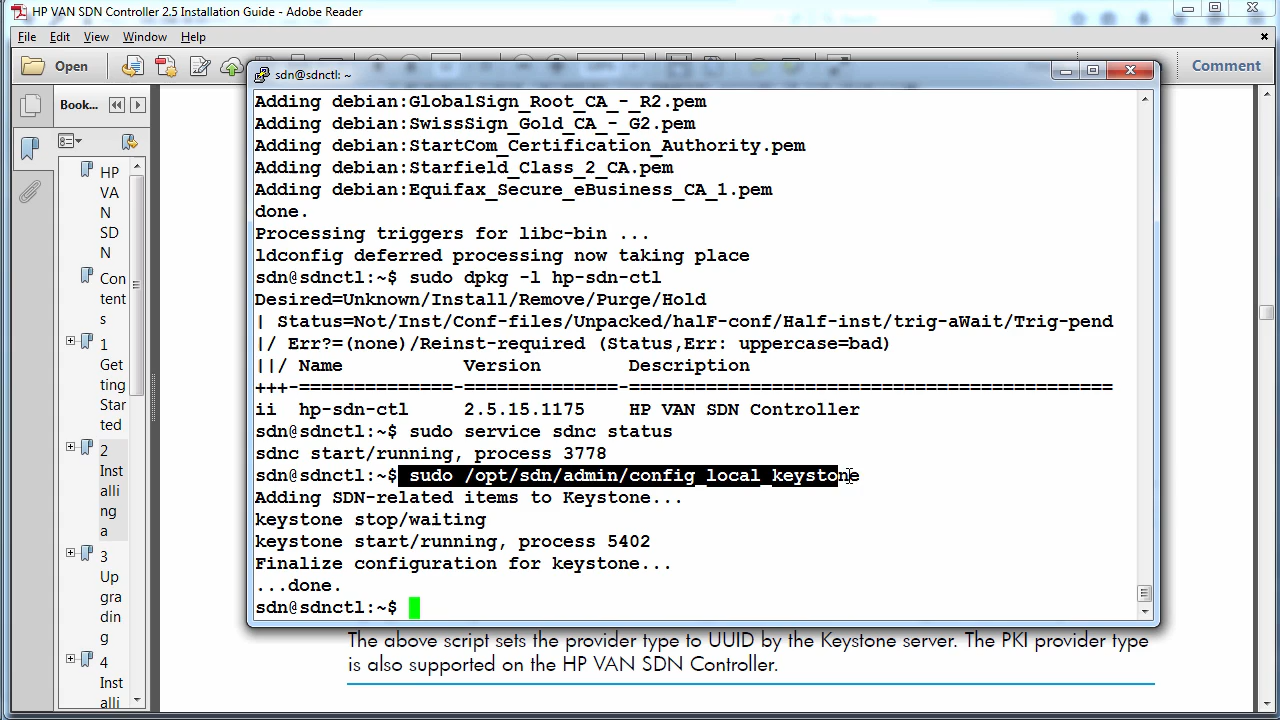 HP VAN SDN Controller 2.5 Installation Guide - Adobe Reader
File Edit View Window Help
Open
Comment
Book...
HP
VA
N
SD
N
Con
tent
s
1
Get
ting
Star
ted
2
Inst
alli
ng
a
3
Up
gra
din
g
4
Inst
alli
sdn@sdnctl: ~
Adding debian:GlobalSign_Root_CA_-_R2.pem
Adding debian:SwissSign_Gold_CA_-_G2.pem
Adding debian:StartCom_Certification_Authority.pem
Adding debian:Starfield_Class_2_CA.pem
Adding debian:Equifax_Secure_eBusiness_CA_1.pem
done.
Processing triggers for libc-bin ...
ldconfig deferred processing now taking place
sdn@sdnctl:~$ sudo dpkg -l hp-sdn-ctl
Desired=Unknown/Install/Remove/Purge/Hold
| Status=Not/Inst/Conf-files/Unpacked/halF-conf/Half-inst/trig-aWait/Trig-pend
|/ Err?=(none)/Reinst-required (Status,Err: uppercase=bad)
||/ Name           Version        Description
+++-==============-==============-============================================
ii  hp-sdn-ctl     2.5.15.1175    HP VAN SDN Controller
sdn@sdnctl:~$ sudo service sdnc status
sdnc start/running, process 3778
sdn@sdnctl:~$ sudo /opt/sdn/admin/config_local_keystone
Adding SDN-related items to Keystone...
keystone stop/waiting
keystone start/running, process 5402
Finalize configuration for keystone...
...done.
sdn@sdnctl:~$
The above script sets the provider type to UUID by the Keystone server. The PKI provider type
is also supported on the HP VAN SDN Controller.